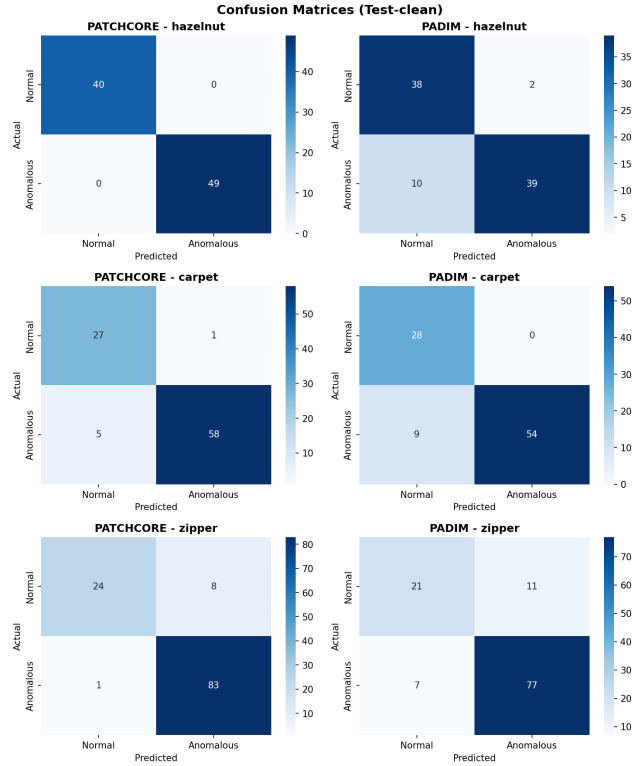 Confusion Matrices (Test-clean)
PATCHCORE - hazelnut
Normal
Anomalous
Actual
40
0
0
49
Normal
Anomalous
Predicted
40
30
20
10
0
PADIM - hazelnut
Normal
Anomalous
Actual
38
2
10
39
Normal
Anomalous
Predicted
35
30
25
20
15
10
5
PATCHCORE - carpet
Normal
Anomalous
Actual
27
1
5
58
Normal
Anomalous
Predicted
50
40
30
20
10
PADIM - carpet
Normal
Anomalous
Actual
28
0
9
54
Normal
Anomalous
Predicted
50
40
30
20
10
0
PATCHCORE - zipper
Normal
Anomalous
Actual
24
8
1
83
Normal
Anomalous
Predicted
80
70
60
50
40
30
20
10
PADIM - zipper
Normal
Anomalous
Actual
21
11
7
77
Normal
Anomalous
Predicted
70
60
50
40
30
20
10